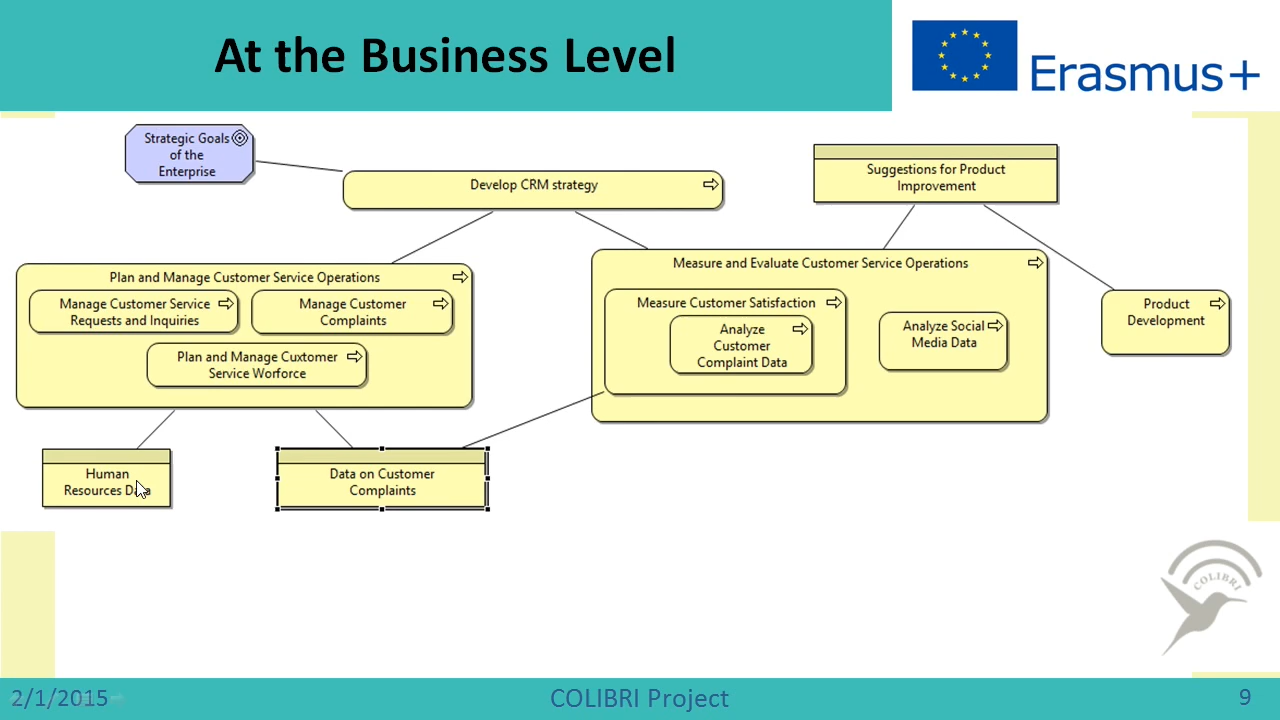 At the Business Level
Erasmus+
Strategic Goals
of the
Enterprise
Develop CRM strategy
Suggestions for Product
Improvement
Plan and Manage Customer Service Operations
Manage Customer Service
Requests and Inquiries
Manage Customer
Complaints
Plan and Manage Cuxtomer
Service Worforce
Measure and Evaluate Customer Service Operations
Measure Customer Satisfaction
Analyze
Customer
Complaint Data
Analyze Social
Media Data
Product
Development
Human
Resources Data
Data on Customer
Complaints
COLIBRI
2/1/2015
COLIBRI Project
9